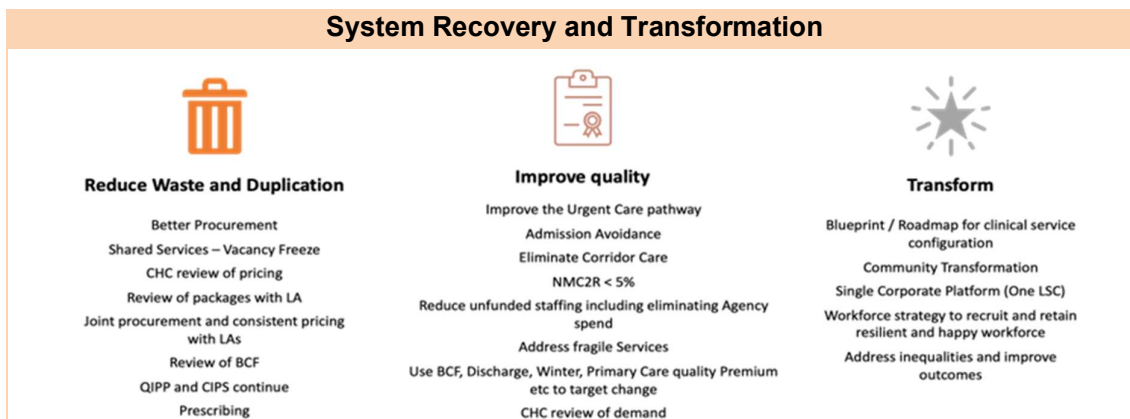 System Recovery and Transformation
Reduce Waste and Duplication
Better Procurement
Shared Services – Vacancy Freeze
CHC review of pricing
Review of packages with LA
Joint procurement and consistent pricing
with LAs
Review of BCF
QIPP and CIPS continue
Prescribing
Improve quality
Improve the Urgent Care pathway
Admission Avoidance
Eliminate Corridor Care
NMC2R < 5%
Reduce unfunded staffing including eliminating Agency
spend
Address fragile Services
Use BCF, Discharge, Winter, Primary Care quality Premium
etc to target change
CHC review of demand
Transform
Blueprint / Roadmap for clinical service
configuration
Community Transformation
Single Corporate Platform (One LSC)
Workforce strategy to recruit and retain
resilient and happy workforce
Address inequalities and improve
outcomes